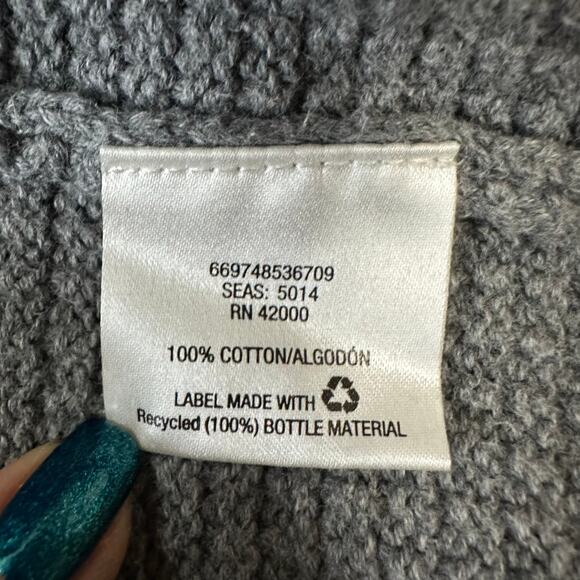 669748536709
SEAS: 5014
RN 42000
100% COTTON/ALGODÓN
LABEL MADE WITH
Recycled (100%) BOTTLE MATERIAL